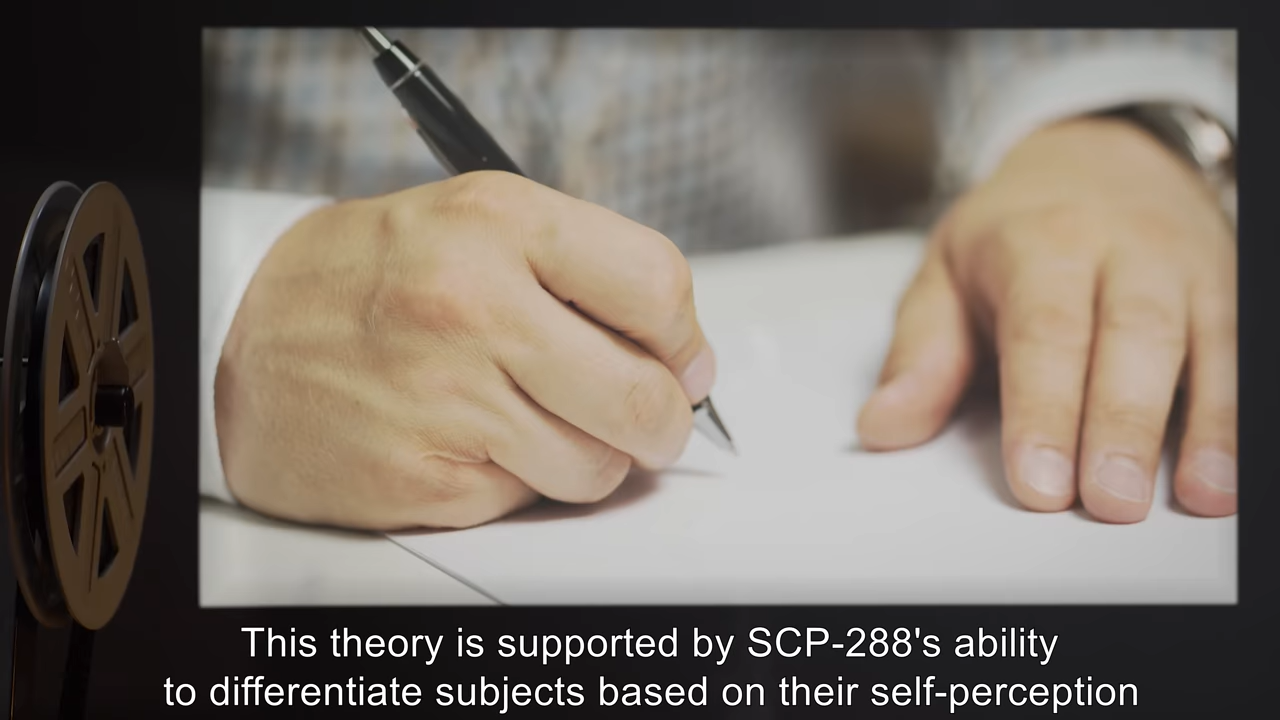 This theory is supported by SCP-288's ability
to differentiate subjects based on their self-perception